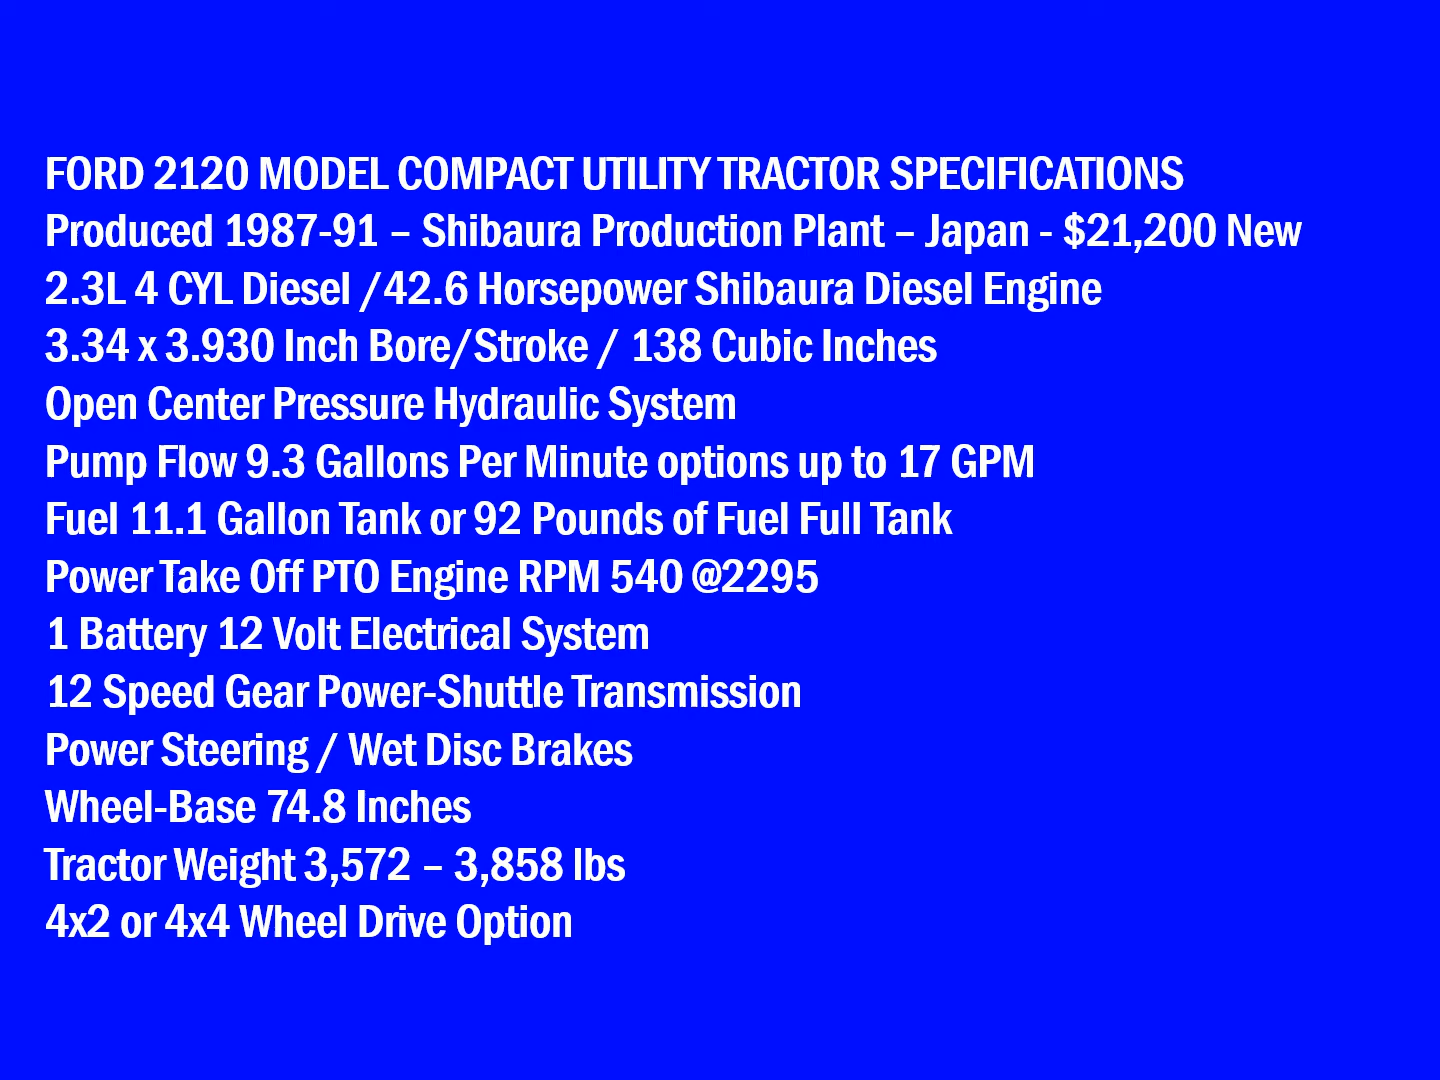 FORD 2120 MODEL COMPACT UTILITY TRACTOR SPECIFICATIONS
Produced 1987-91 – Shibaura Production Plant – Japan - $21,200 New
2.3L 4 CYL Diesel /42.6 Horsepower Shibaura Diesel Engine
3.34 x 3.930 Inch Bore/Stroke / 138 Cubic Inches
Open Center Pressure Hydraulic System
Pump Flow 9.3 Gallons Per Minute options up to 17 GPM
Fuel 11.1 Gallon Tank or 92 Pounds of Fuel Full Tank
Power Take Off PTO Engine RPM 540 @2295
1 Battery 12 Volt Electrical System
12 Speed Gear Power-Shuttle Transmission
Power Steering / Wet Disc Brakes
Wheel-Base 74.8 Inches
Tractor Weight 3,572 – 3,858 lbs
4x2 or 4x4 Wheel Drive Option